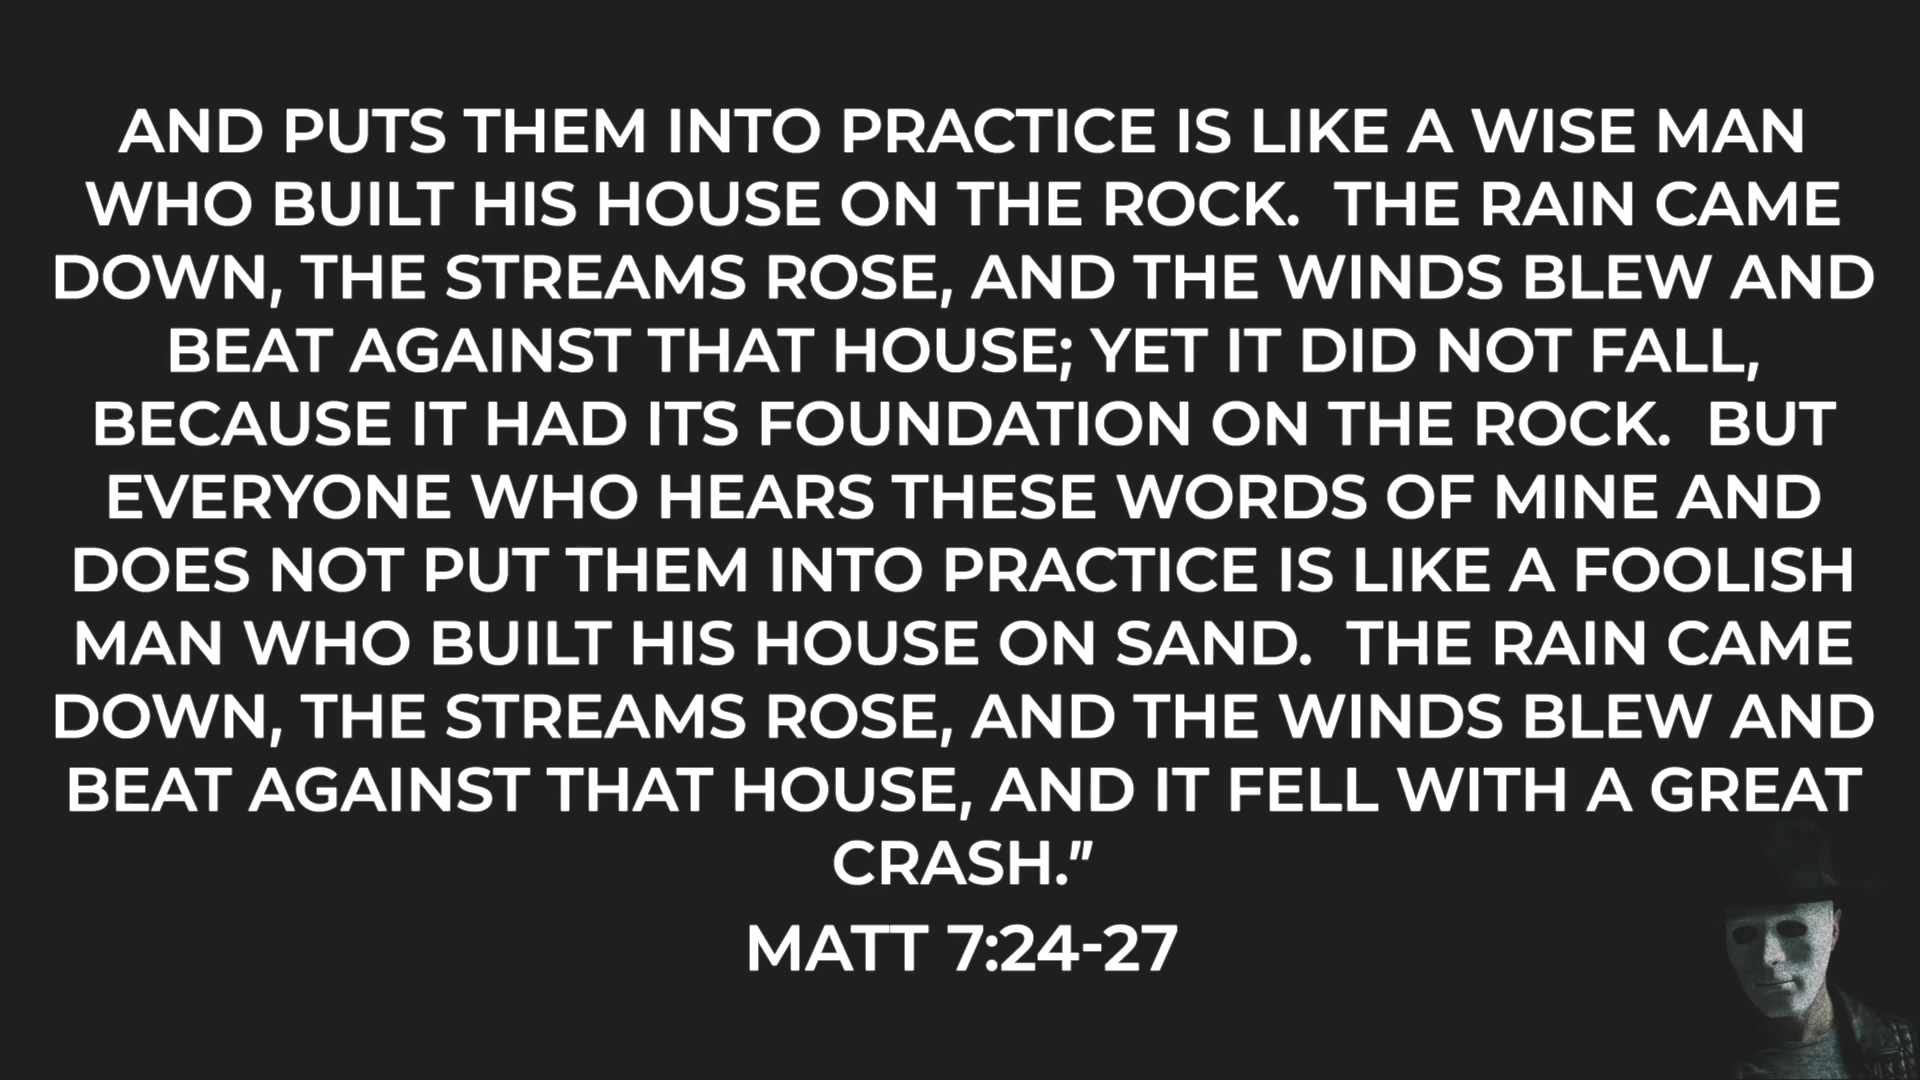 AND PUTS THEM INTO PRACTICE IS LIKE A WISE MAN
WHO BUILT HIS HOUSE ON THE ROCK.  THE RAIN CAME
DOWN, THE STREAMS ROSE, AND THE WINDS BLEW AND
BEAT AGAINST THAT HOUSE; YET IT DID NOT FALL,
BECAUSE IT HAD ITS FOUNDATION ON THE ROCK.  BUT
EVERYONE WHO HEARS THESE WORDS OF MINE AND
DOES NOT PUT THEM INTO PRACTICE IS LIKE A FOOLISH
MAN WHO BUILT HIS HOUSE ON SAND.  THE RAIN CAME
DOWN, THE STREAMS ROSE, AND THE WINDS BLEW AND
BEAT AGAINST THAT HOUSE, AND IT FELL WITH A GREAT
CRASH.”
MATT 7:24-27